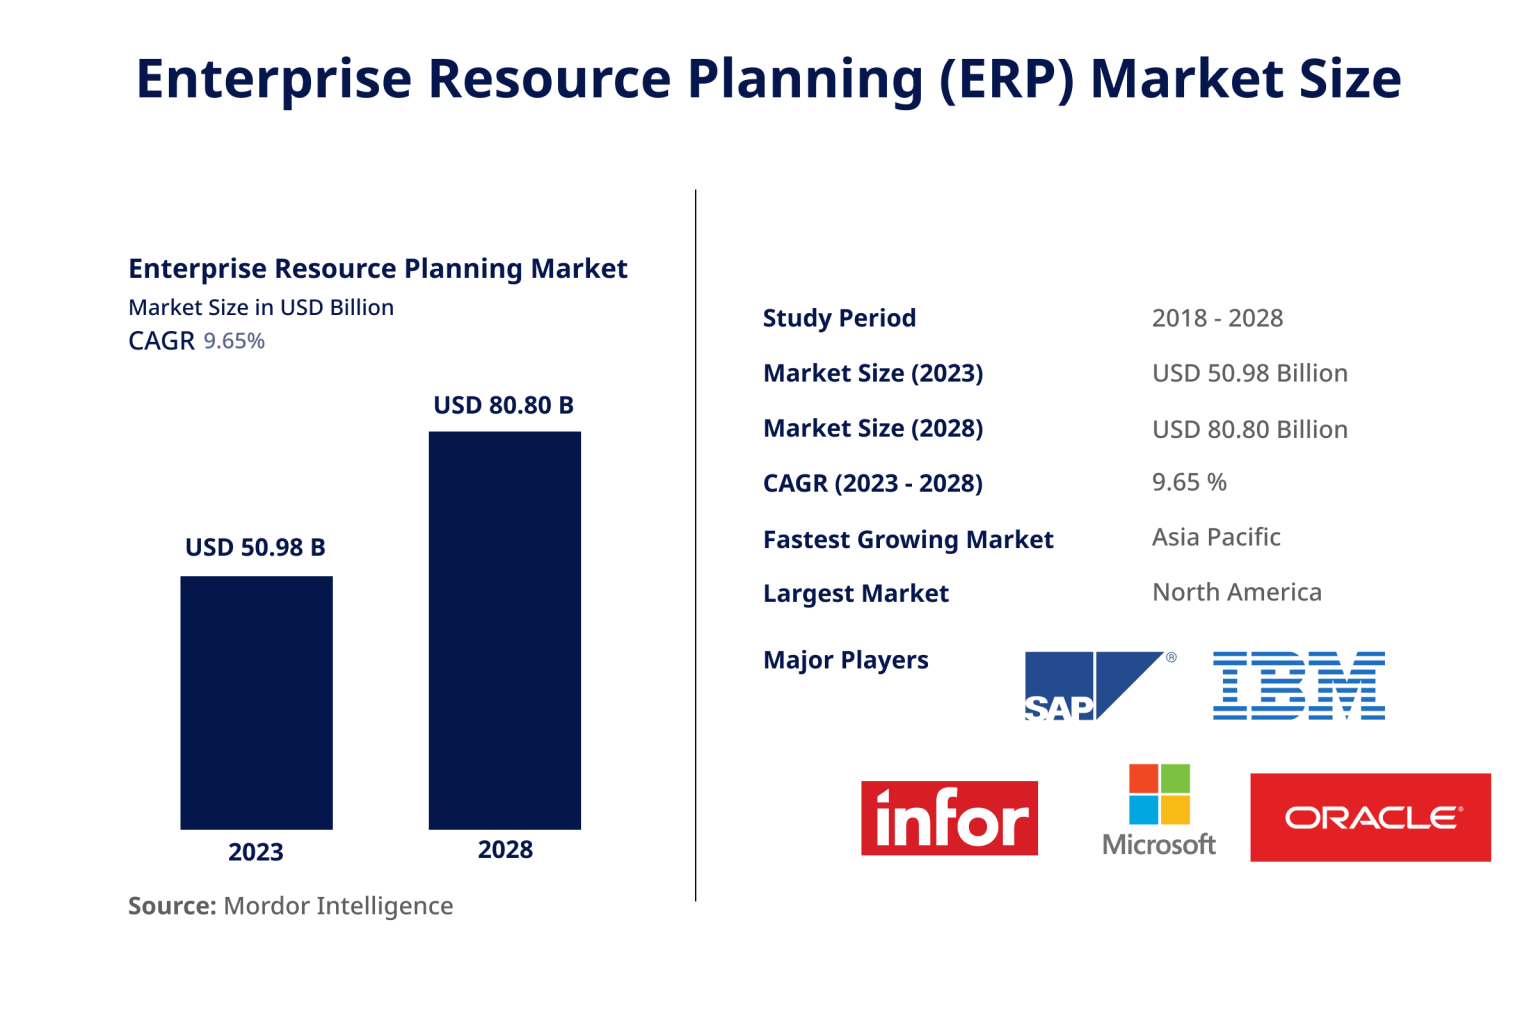 Enterprise Resource Planning (ERP) Market Size
Enterprise Resource Planning Market
Market Size in USD Billion
CAGR 9.65%
USD 80.80 B
USD 50.98 B
2023
2028
Source: Mordor Intelligence
Study Period 2018 - 2028
Market Size (2023) USD 50.98 Billion
Market Size (2028) USD 80.80 Billion
CAGR (2023 - 2028) 9.65 %
Fastest Growing Market Asia Pacific
Largest Market North America
Major Players
SAP ®
IBM
infor
Microsoft
ORACLE®